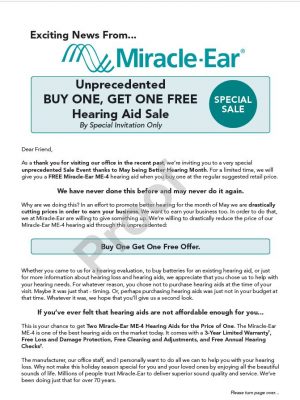 Exciting News From...
Miracle-Ear®
Unprecedented
BUY ONE, GET ONE FREE
Hearing Aid Sale
By Special Invitation Only
SPECIAL
SALE
Dear Friend,
As a thank you for visiting our office in the recent past, we're inviting you to a very special
unprecedented Sale Event thanks to May being Better Hearing Month. For a limited time, we will
give you a FREE Miracle-Ear ME-4 hearing aid when you buy one at the regular suggested retail price.
We have never done this before and may never do it again.
Why are we doing this? In an effort to promote better hearing for the month of May we are drastically
cutting prices in order to earn your business. We want to earn your business too. In order to do that,
we at Miracle-Ear are willing to give up something. We're willing to drastically reduce the price of our
Miracle-Ear ME-4 hearing aid through this unprecedented:
Buy One Get One Free Offer.
Whether you came to us for a hearing evaluation, to buy batteries for an existing hearing aid, or just
for more information about hearing loss and hearing aids, we appreciate that you chose us to help with
your hearing needs. For whatever reason, you chose not to purchase hearing aids at the time of your
visit. Maybe it was just that - timing. Or, perhaps purchasing hearing aids was just not in your budget at
that time. Whatever it was, we hope that you'll give us a second look.
If you've ever felt that hearing aids are not affordable enough for you...
This is your chance to get Two Miracle-Ear ME-4 Hearing Aids for the Price of One. The Miracle-Ear
ME-4 is one of the best hearing aids on the market today. It comes with a 3-Year Limited Warranty,
Free Loss and Damage Protection, Free Cleaning and Adjustments, and Free Annual Hearing
Checks.
The manufacturer, our office staff, and I personally want to do all we can to help you with your hearing
loss. Why not make this holiday season special for you and your loved ones by enjoying all the beautiful
sounds of life. Millions of people trust Miracle-Ear to deliver superior sound quality and service. We've
been doing just that for over 70 years.
Please turn page over...
Proof